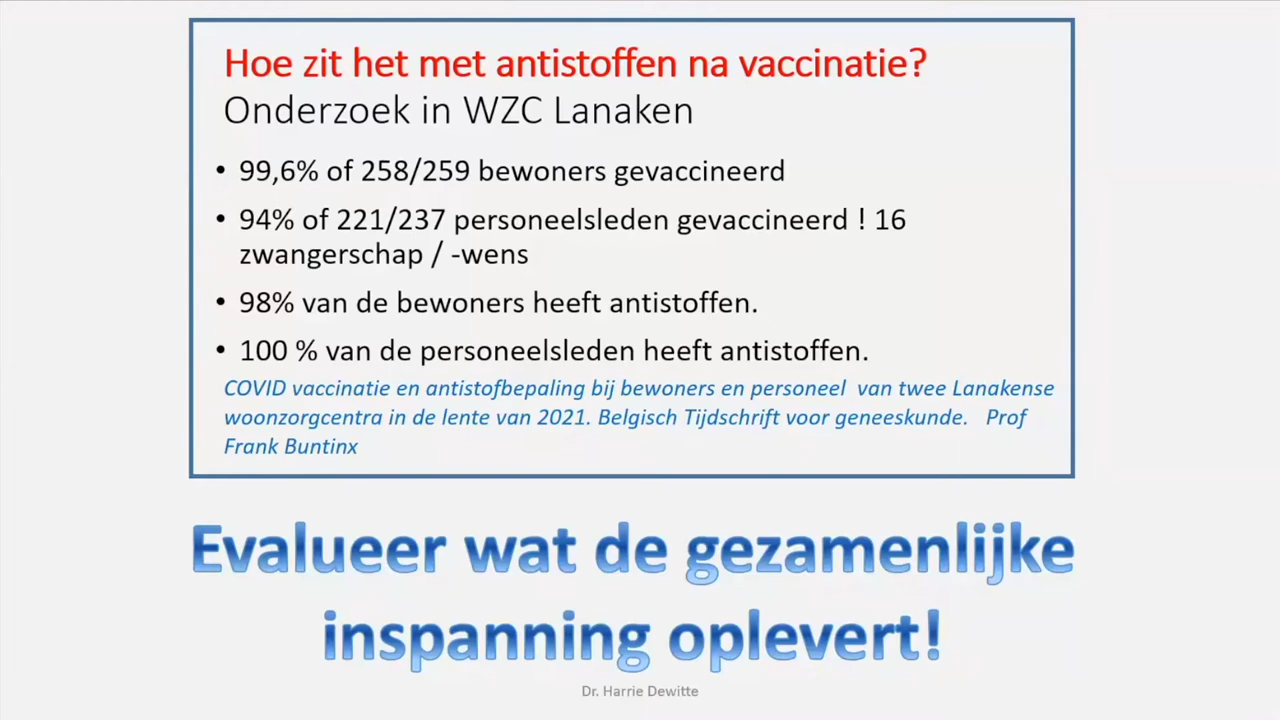 Hoe zit het met antistoffen na vaccinatie?
Onderzoek in WZC Lanaken
• 99,6% of 258/259 bewoners gevaccineerd
• 94% of 221/237 personeelsleden gevaccineerd ! 16
zwangerschap / -wens
• 98% van de bewoners heeft antistoffen.
• 100 % van de personeelsleden heeft antistoffen.
COVID vaccinatie en antistofbepaling bij bewoners en personeel van twee Lanakense
woonzorgcentra in de lente van 2021. Belgisch Tijdschrift voor geneeskunde. Prof
Frank Buntinx
Evalueer wat de gezamenlijke
inspanning oplevert!
Dr. Harrie Dewitte